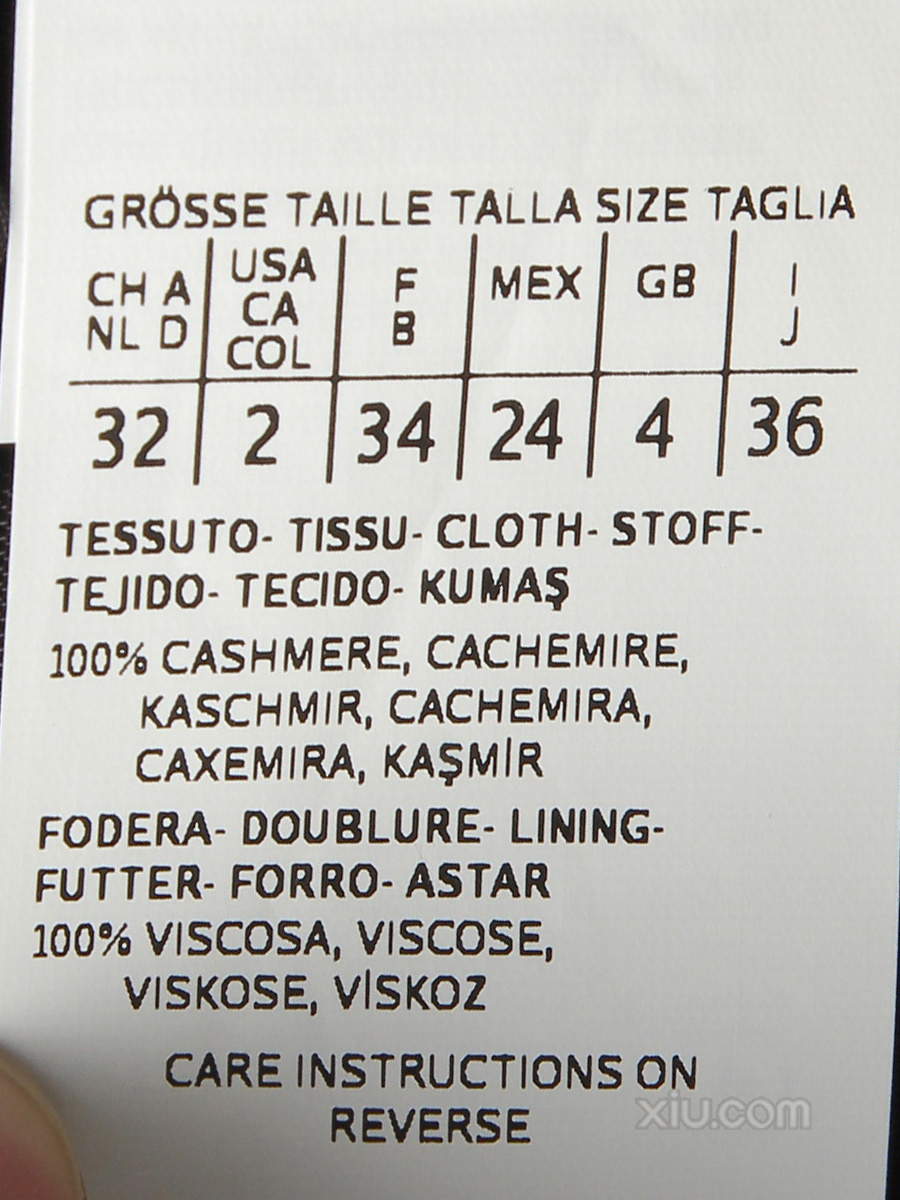 GRÖSSE TAILLE TALLA SIZE TAGLIA
CH A NL D | USA CA COL | F B | MEX | GB | I J
32 | 2 | 34 | 24 | 4 | 36
TESSUTO- TISSU- CLOTH- STOFF-
TEJIDO- TECIDO- KUMAŞ
100% CASHMERE, CACHEMIRE,
KASCHMIR, CACHEMIRA,
CAXEMIRA, KAŞMİR
FODERA- DOUBLURE- LINING-
FUTTER- FORRO- ASTAR
100% VISCOSA, VISCOSE,
VISKOSE, VİSKOZ
CARE INSTRUCTIONS ON
REVERSE
xiu.com